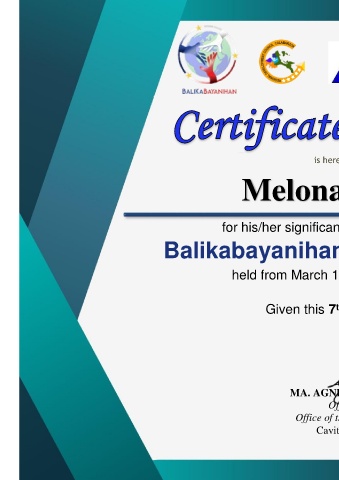 BALIKABAYANIHAN
Certificate
is here
Melona
for his/her significan
Balikabayanihan
held from March 1
Given this 7th
MA. AGN
Of
Office of th
Cavit